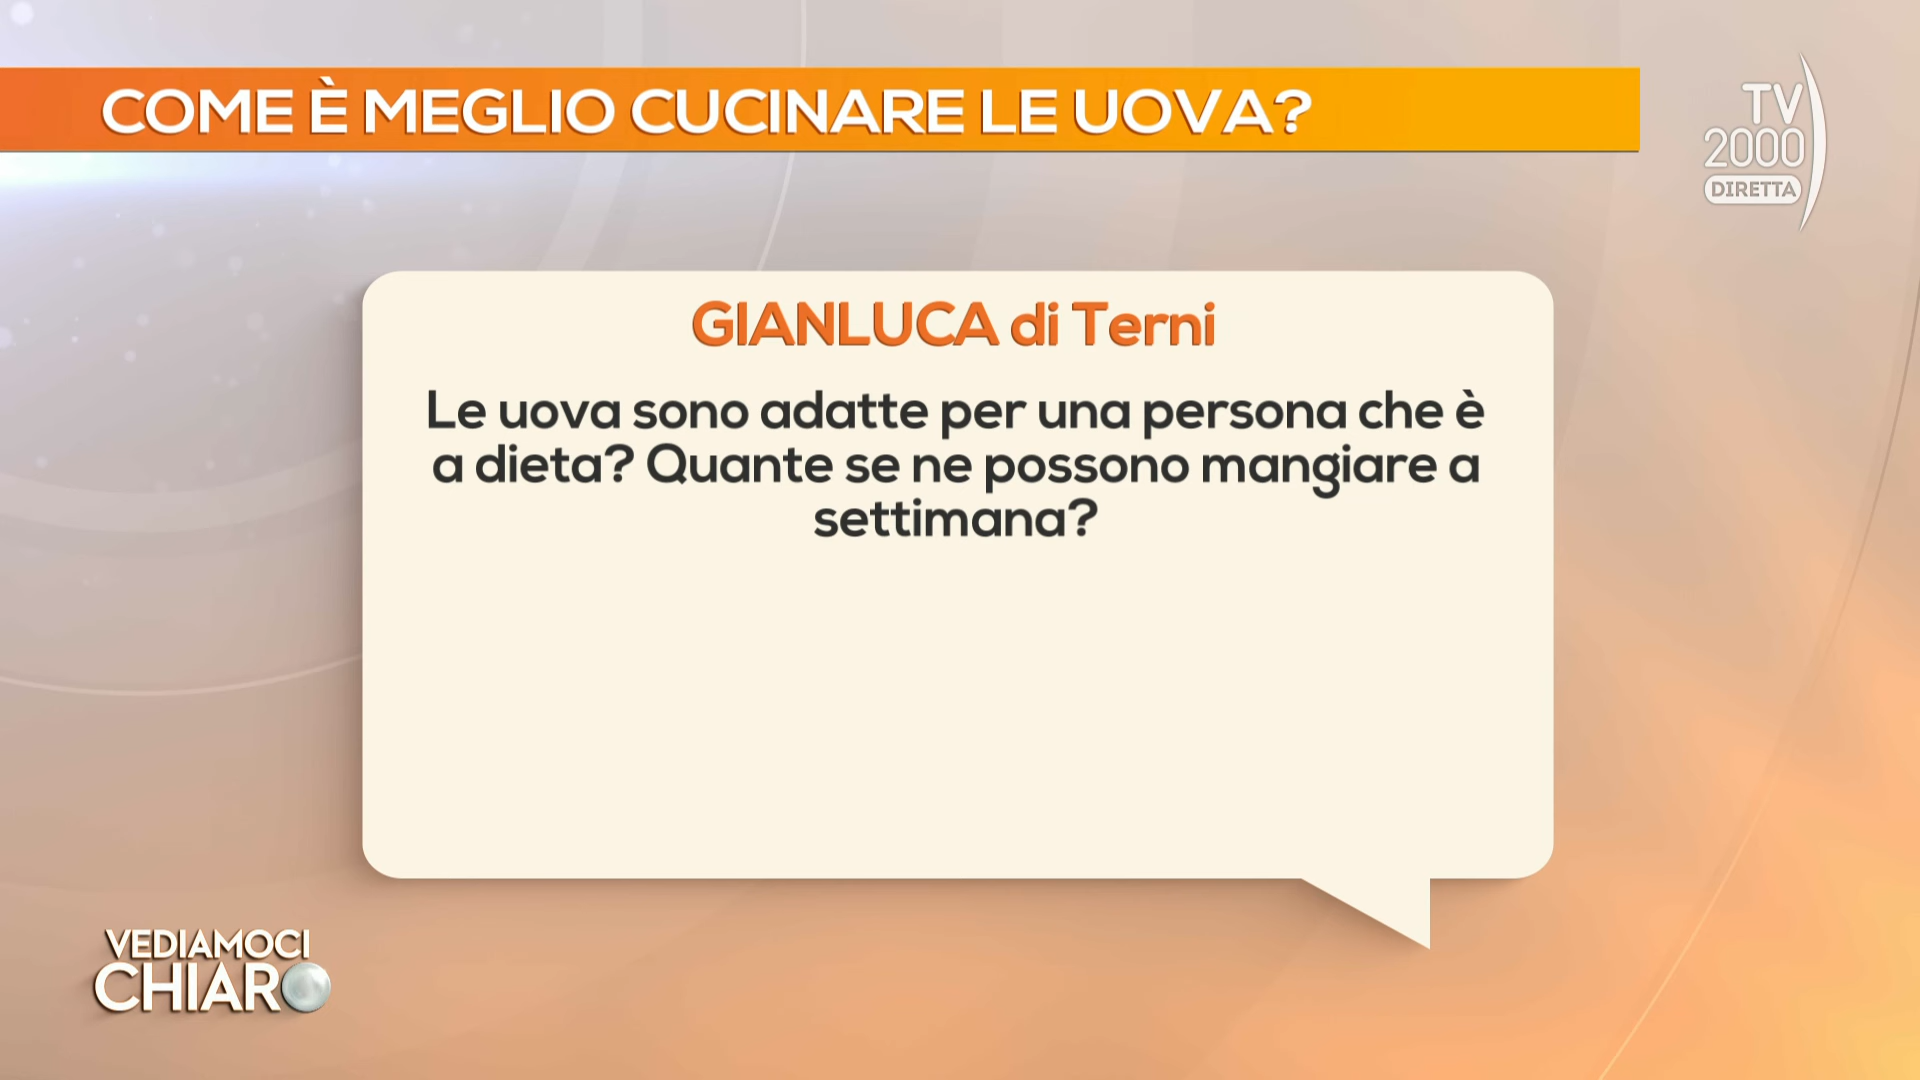 COME È MEGLIO CUCINARE LE UOVA?
TV
2000
DIRETTA
GIANLUCA di Terni
Le uova sono adatte per una persona che è
a dieta? Quante se ne possono mangiare a
settimana?
VEDIAMOCI
CHIARO